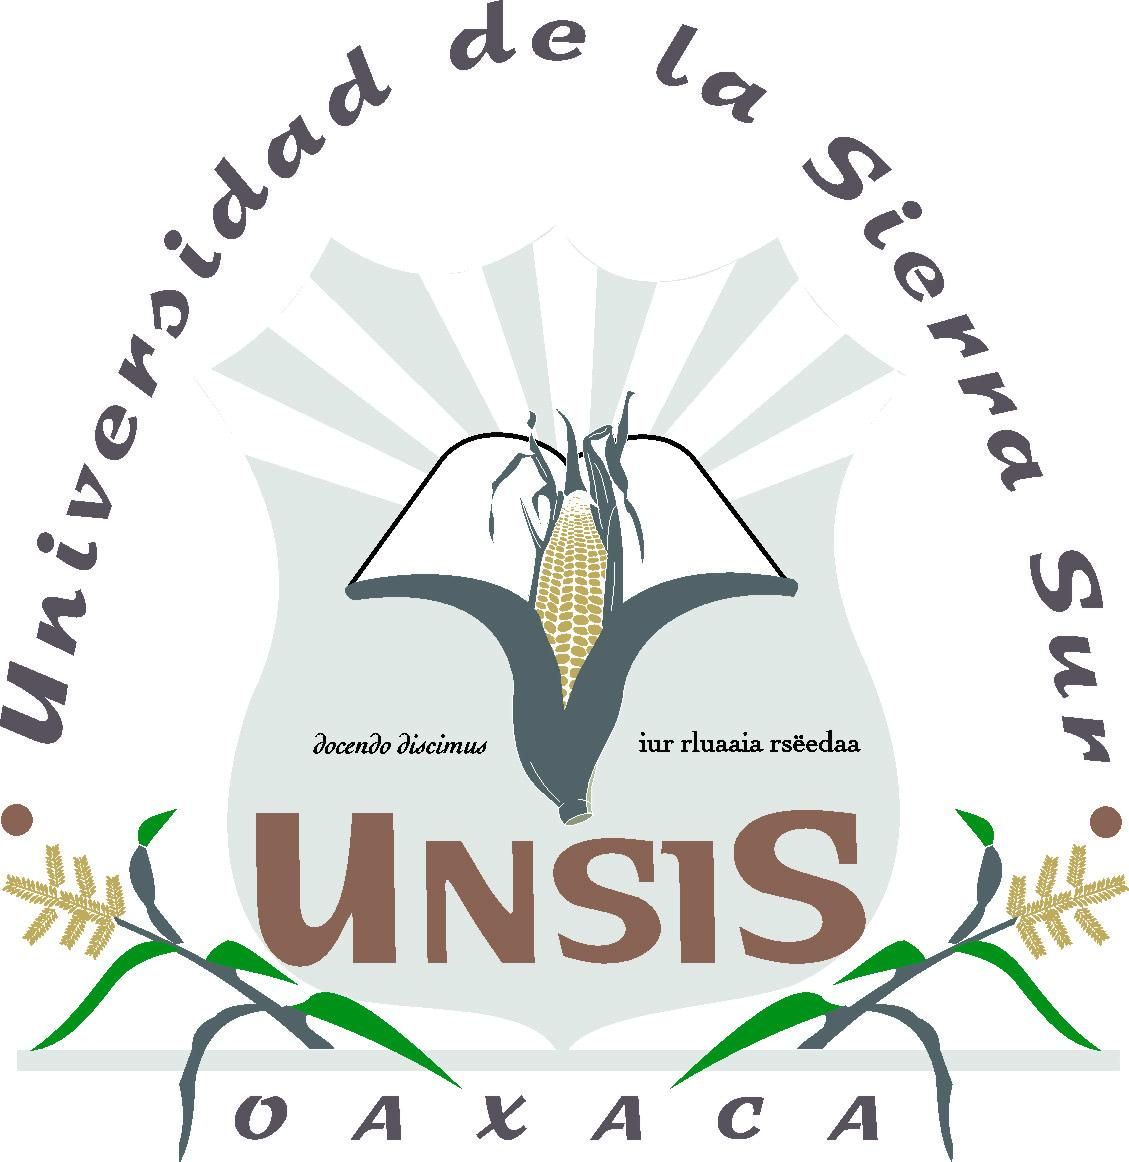 Universidad de la Sierra Sur
docendo discimus
iur rluaaia rsëedaa
UNSIS
OAXACA